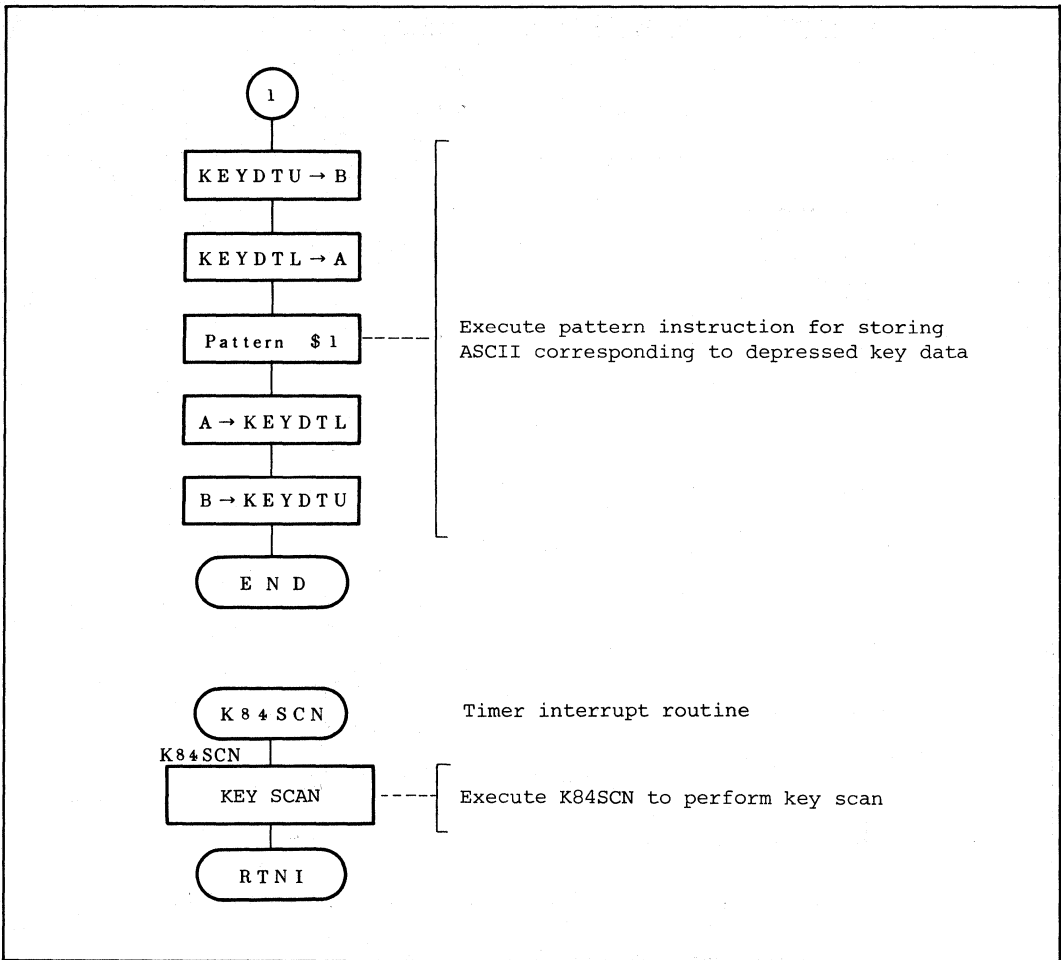 1
KEYDTU → B
KEYDTL → A
Pattern $1
Execute pattern instruction for storing
ASCII corresponding to depressed key data
A → KEYDTL
B → KEYDTU
END
K84SCN
Timer interrupt routine
K84SCN
KEY SCAN
Execute K84SCN to perform key scan
RTNI